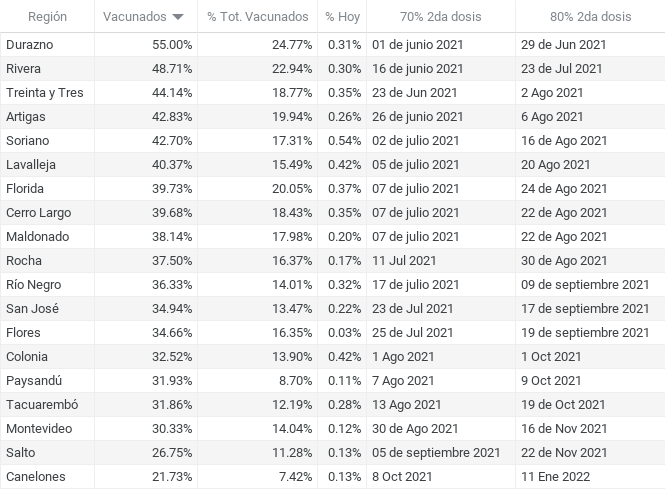 Región Vacunados % Tot. Vacunados % Hoy 70% 2da dosis 80% 2da dosis
Durazno 55.00% 24.77% 0.31% 01 de junio 2021 29 de Jun 2021
Rivera 48.71% 22.94% 0.30% 16 de junio 2021 23 de Jul 2021
Treinta y Tres 44.14% 18.77% 0.35% 23 de Jun 2021 2 Ago 2021
Artigas 42.83% 19.94% 0.26% 26 de junio 2021 6 Ago 2021
Soriano 42.70% 17.31% 0.54% 02 de julio 2021 16 de Ago 2021
Lavalleja 40.37% 15.49% 0.42% 05 de julio 2021 20 Ago 2021
Florida 39.73% 20.05% 0.37% 07 de julio 2021 24 de Ago 2021
Cerro Largo 39.68% 18.43% 0.35% 07 de julio 2021 22 de Ago 2021
Maldonado 38.14% 17.98% 0.20% 07 de julio 2021 22 de Ago 2021
Rocha 37.50% 16.37% 0.17% 11 Jul 2021 30 de Ago 2021
Río Negro 36.33% 14.01% 0.32% 17 de julio 2021 09 de septiembre 2021
San José 34.94% 13.47% 0.22% 23 de Jul 2021 17 de septiembre 2021
Flores 34.66% 16.35% 0.03% 25 de Jul 2021 19 de septiembre 2021
Colonia 32.52% 13.90% 0.42% 1 Ago 2021 1 Oct 2021
Paysandú 31.93% 8.70% 0.11% 7 Ago 2021 9 Oct 2021
Tacuarembó 31.86% 12.19% 0.28% 13 Ago 2021 19 de Oct 2021
Montevideo 30.33% 14.04% 0.12% 30 de Ago 2021 16 de Nov 2021
Salto 26.75% 11.28% 0.13% 05 de septiembre 2021 22 de Nov 2021
Canelones 21.73% 7.42% 0.13% 8 Oct 2021 11 Ene 2022